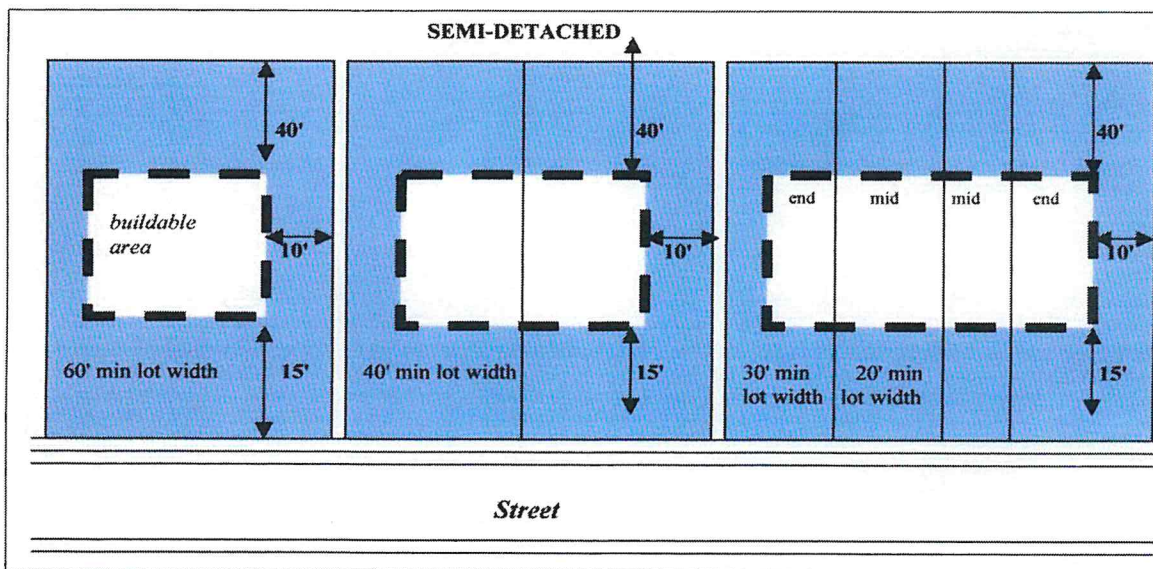 SEMI-DETACHED
40'
buildable
area
10'
60' min lot width
15'
40'
10'
40' min lot width
15'
40'
end
mid
mid
end
10'
30' min
lot width
20' min
lot width
15'
Street